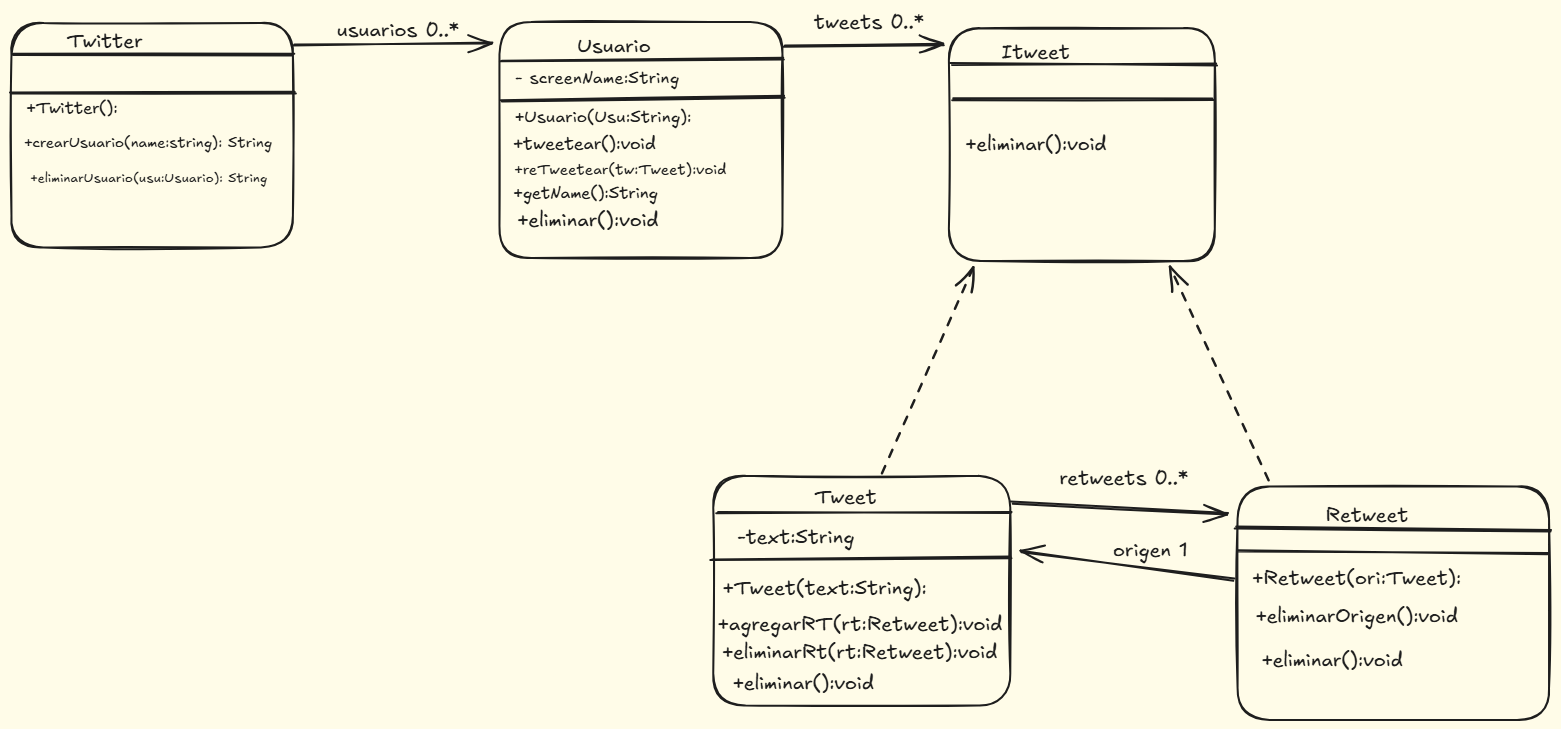 Twitter
+Twitter():
+crearUsuario(name:string): String
+eliminarUsuario(usu:Usuario): String
usuarios 0..*
Usuario
- screenName:String
+Usuario(Usu:String):
+tweetear():void
+reTweetear(tw:Tweet):void
+getName():String
+eliminar():void
tweets 0..*
Itweet
+eliminar():void
Tweet
-text:String
+Tweet(text:String):
+agregarRT(rt:Retweet):void
+eliminarRt(rt:Retweet):void
+eliminar():void
retweets 0..*
origen 1
Retweet
+Retweet(ori:Tweet):
+eliminarOrigen():void
+eliminar():void